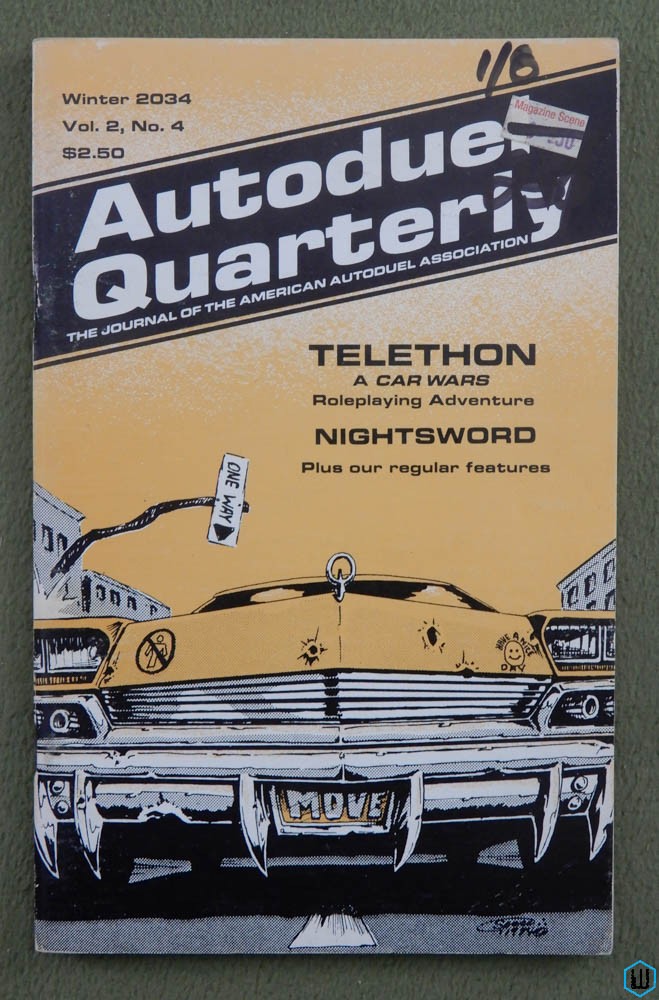 1/8
Winter 2034
Vol. 2, No. 4
$2.50
Magazine Scene
Autoduel
Quarterly
THE JOURNAL OF THE AMERICAN AUTODUEL ASSOCIATION
TELETHON
A CAR WARS
Roleplaying Adventure
NIGHTSWORD
Plus our regular features
ONE WAY
HAVE A NICE
DAY
MOVE